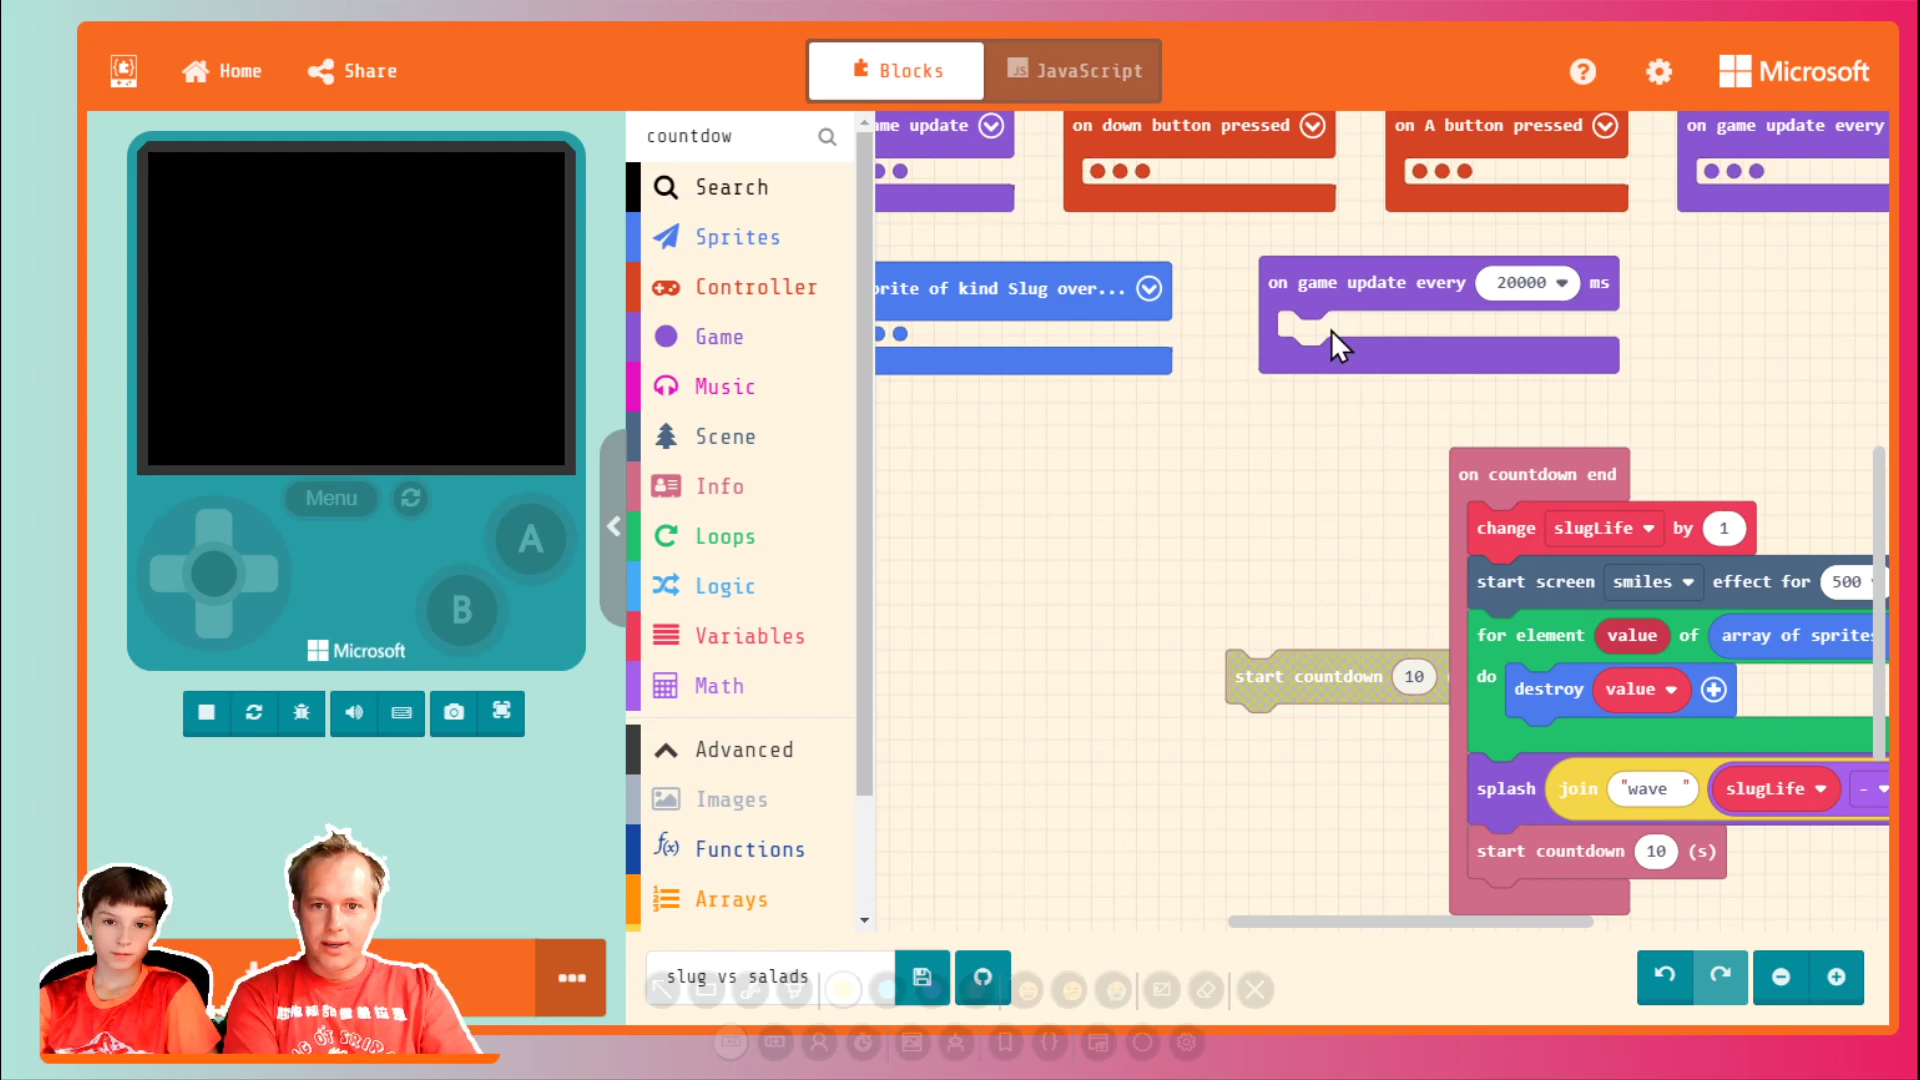 Home
Share
Blocks
JS JavaScript
?
Microsoft
countdow
Search
Sprites
Controller
Game
Music
Scene
Info
Loops
Logic
Variables
Math
Advanced
Images
f(x) Functions
Arrays
Menu
A
B
Microsoft
me update
on down button pressed
on A button pressed
on game update every
prite of kind Slug over...
on game update every 20000 ms
on countdown end
change slugLife by 1
start screen smiles effect for 500
for element value of array of sprites
do destroy value
splash join "wave " slugLife -
start countdown 10 (s)
start countdown 10
slug vs salads